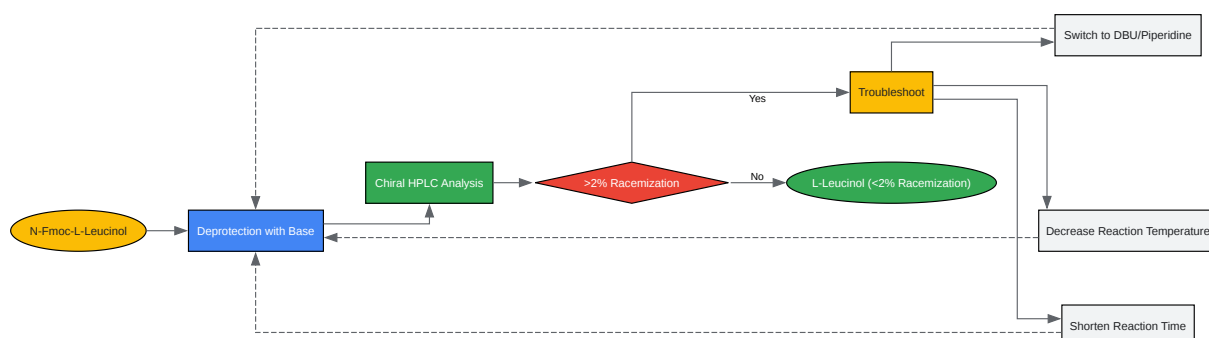 Switch to DBU/Piperidine
Troubleshoot
Yes
Chiral HPLC Analysis
>2% Racemization
No
L-Leucinol (<2% Racemization)
N-Fmoc-L-Leucinol
Deprotection with Base
Decrease Reaction Temperature
Shorten Reaction Time